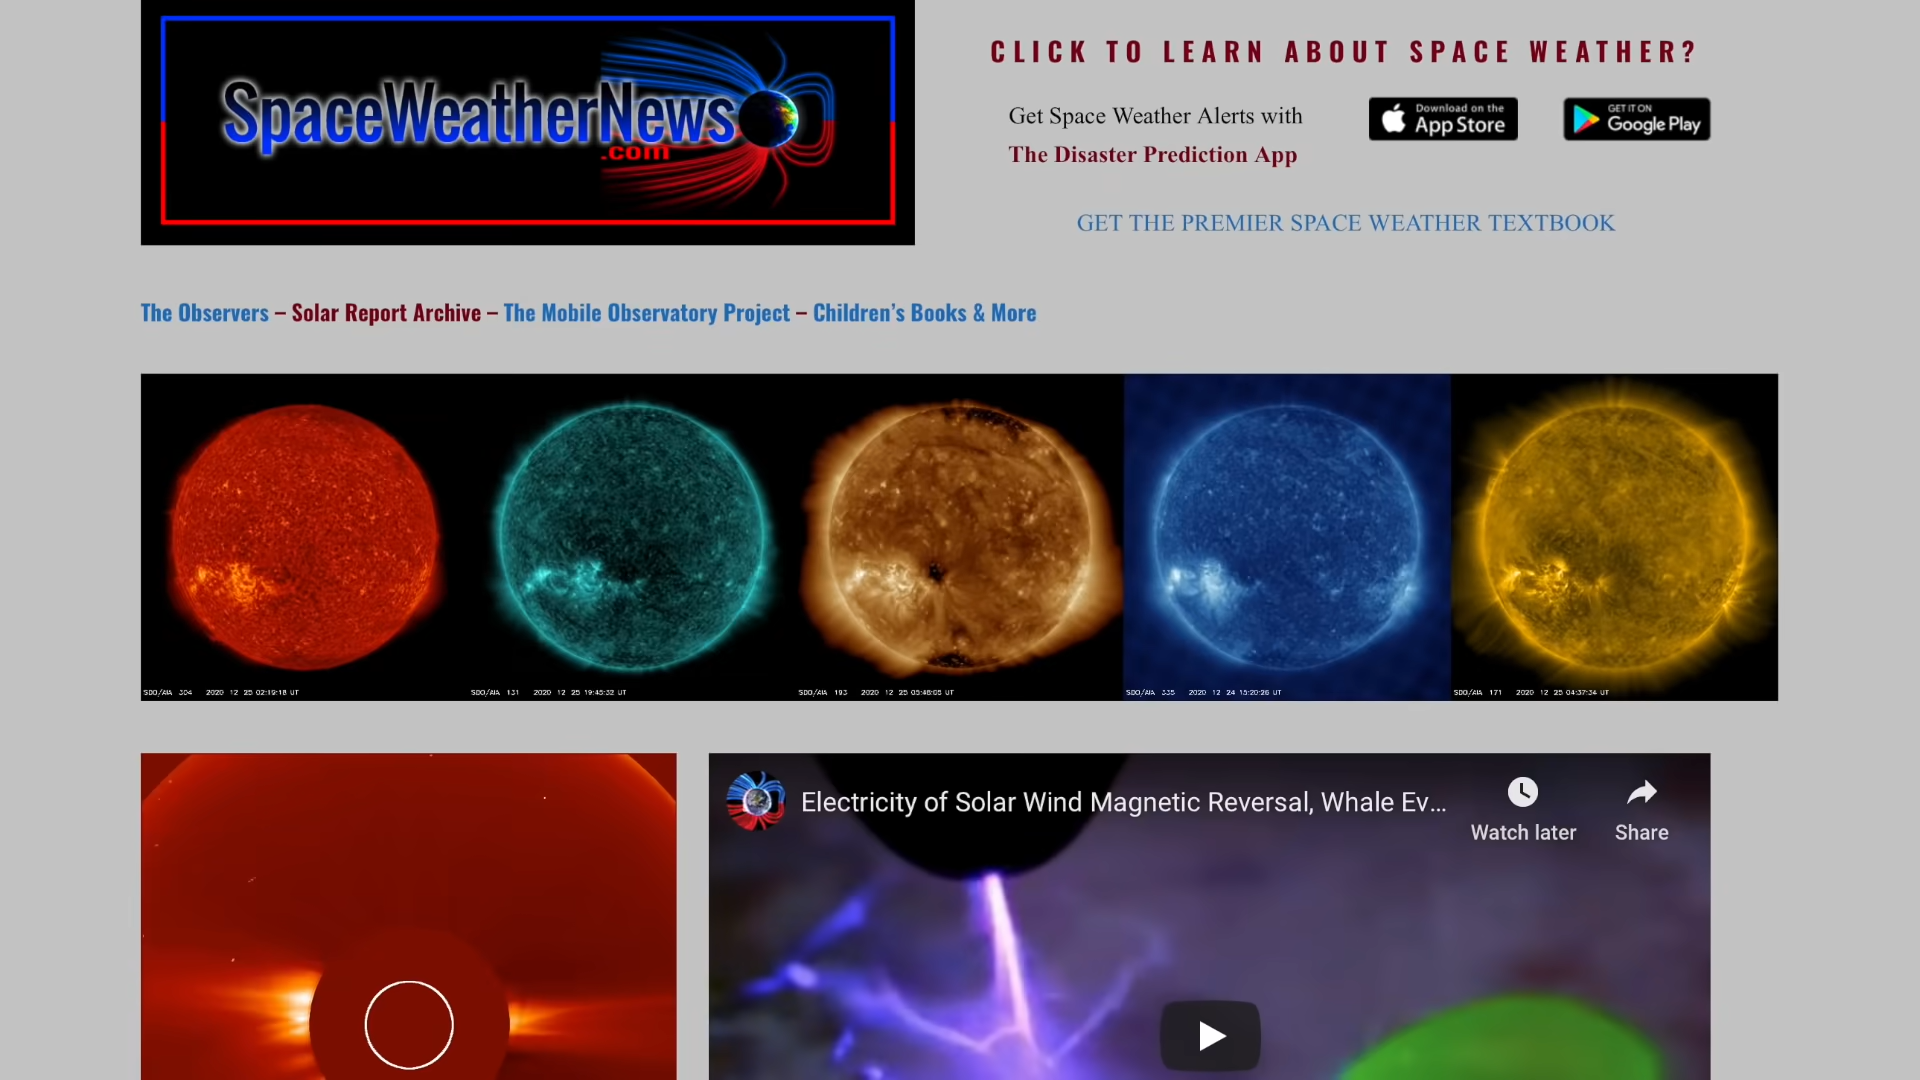 SpaceWeatherNews
.com
CLICK TO LEARN ABOUT SPACE WEATHER?
Get Space Weather Alerts with
The Disaster Prediction App
Download on the
App Store
GET IT ON
Google Play
GET THE PREMIER SPACE WEATHER TEXTBOOK
The Observers – Solar Report Archive – The Mobile Observatory Project – Children’s Books & More
SDO/AIA 304 2020 12 25 02:19:18 UT
SDO/AIA 131 2020 12 25 19:45:32 UT
SDO/AIA 193 2020 12 25 05:46:05 UT
SDO/AIA 335 2020 12 24 15:20:26 UT
SDO/AIA 171 2020 12 25 04:37:34 UT
Electricity of Solar Wind Magnetic Reversal, Whale Ev...
Watch later
Share